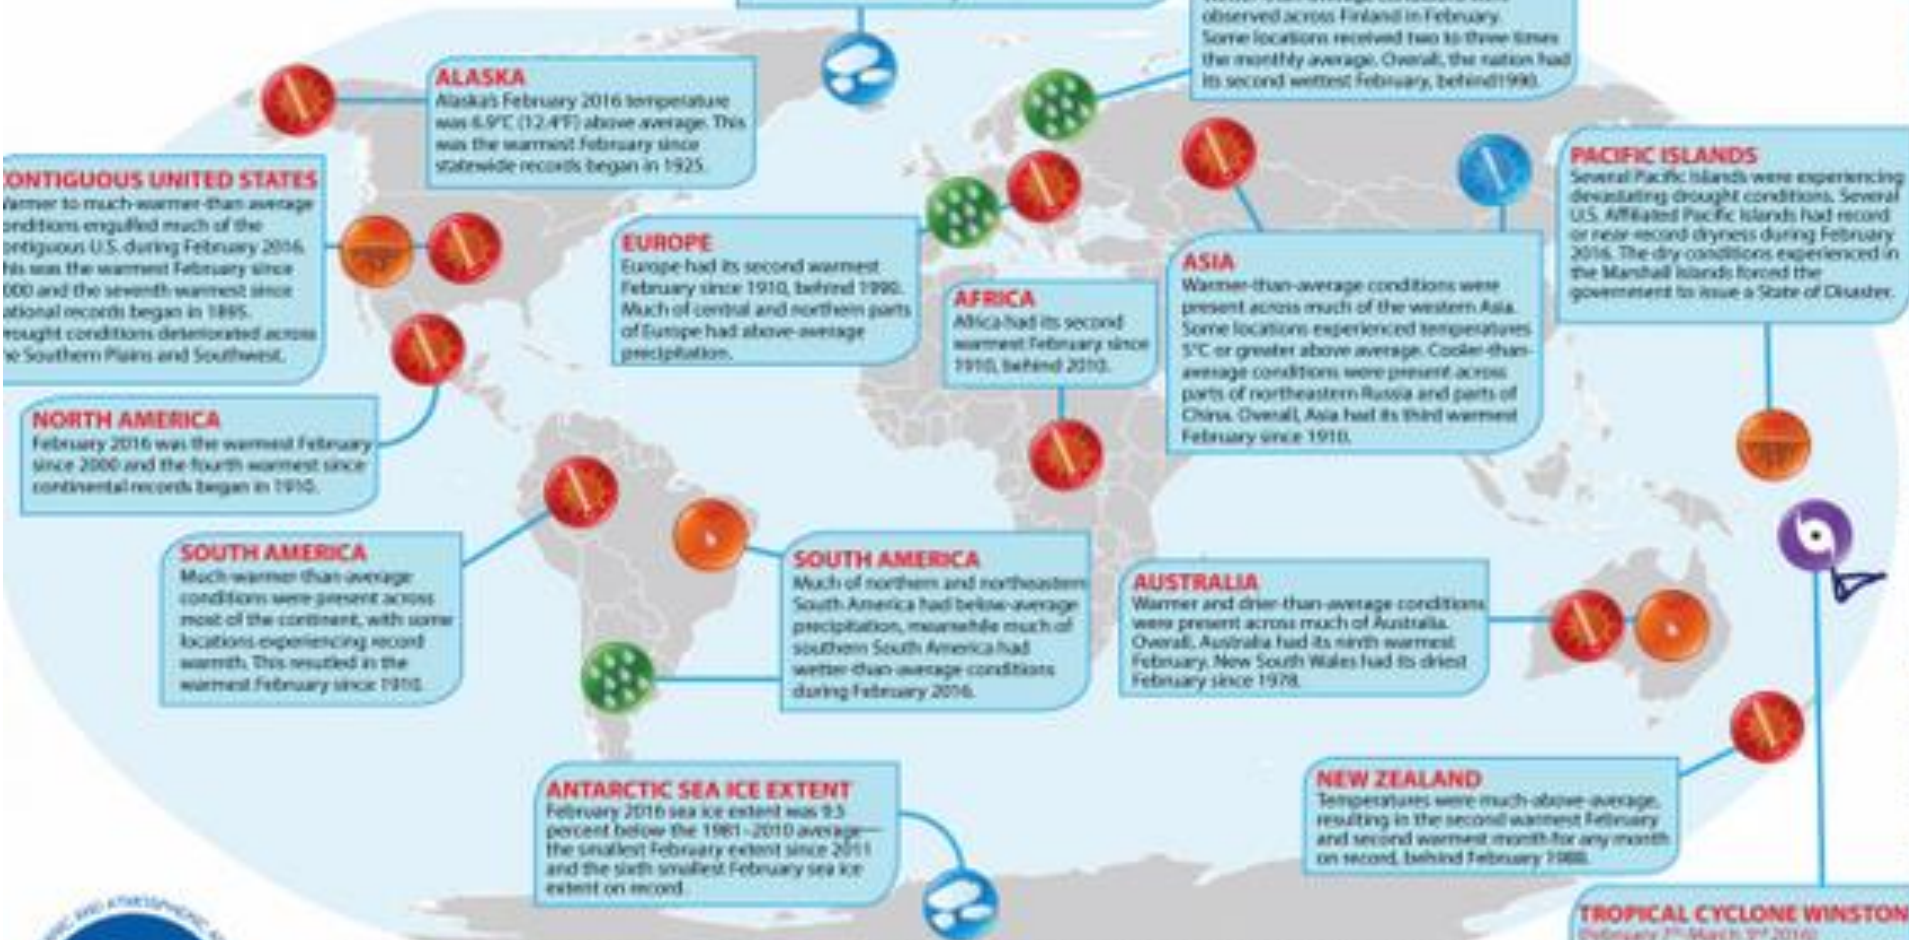 observed across Finland in February.
Some locations received two to three times
the monthly average. Overall, the nation had
its second wettest February, behind1990.
ALASKA
Alaska's February 2016 temperature
was 6.9°C (12.4°F) above average. This
was the warmest February since
statewide records began in 1925.
ONTIGUOUS UNITED STATES
armer to much-warmer-than average
onditions engulfed much of the
ontiguous U.S. during February 2016.
his was the warmest February since
000 and the seventh warmest since
ational records began in 1895.
rought conditions deteriorated across
he Southern Plains and Southwest.
PACIFIC ISLANDS
Several Pacific Islands were experiencing
devastating drought conditions. Several
U.S. Affiliated Pacific Islands had record
or near-record dryness during February
2016. The dry conditions experienced in
the Marshall Islands forced the
government to issue a State of Disaster.
EUROPE
Europe had its second warmest
February since 1910, behind 1990.
Much of central and northern parts
of Europe had above-average
precipitation.
AFRICA
Africa had its second
warmest February since
1910, behind 2010.
ASIA
Warmer-than-average conditions were
present across much of the western Asia.
Some locations experienced temperatures
5°C or greater above average. Cooler-than-
average conditions were present across
parts of northeastern Russia and parts of
China. Overall, Asia had its third warmest
February since 1910.
NORTH AMERICA
February 2016 was the warmest February
since 2000 and the fourth warmest since
continental records began in 1910.
SOUTH AMERICA
Much-warmer-than-average
conditions were present across
most of the continent, with some
locations experiencing record
warmth. This resulted in the
warmest February since 1910.
SOUTH AMERICA
Much of northern and northeastern
South America had below-average
precipitation, meanwhile much of
southern South America had
wetter-than-average conditions
during February 2016.
AUSTRALIA
Warmer and drier-than-average conditions
were present across much of Australia.
Overall, Australia had its ninth warmest
February. New South Wales had its driest
February since 1978.
NEW ZEALAND
Temperatures were much-above-average,
resulting in the second warmest February
and second warmest month for any month
on record, behind February 1988.
ANTARCTIC SEA ICE EXTENT
February 2016 sea ice extent was 9.5
percent below the 1981–2010 average—
the smallest February extent since 2011
and the sixth smallest February sea ice
extent on record.
AND ATMOSPHERIC
TROPICAL CYCLONE WINSTON